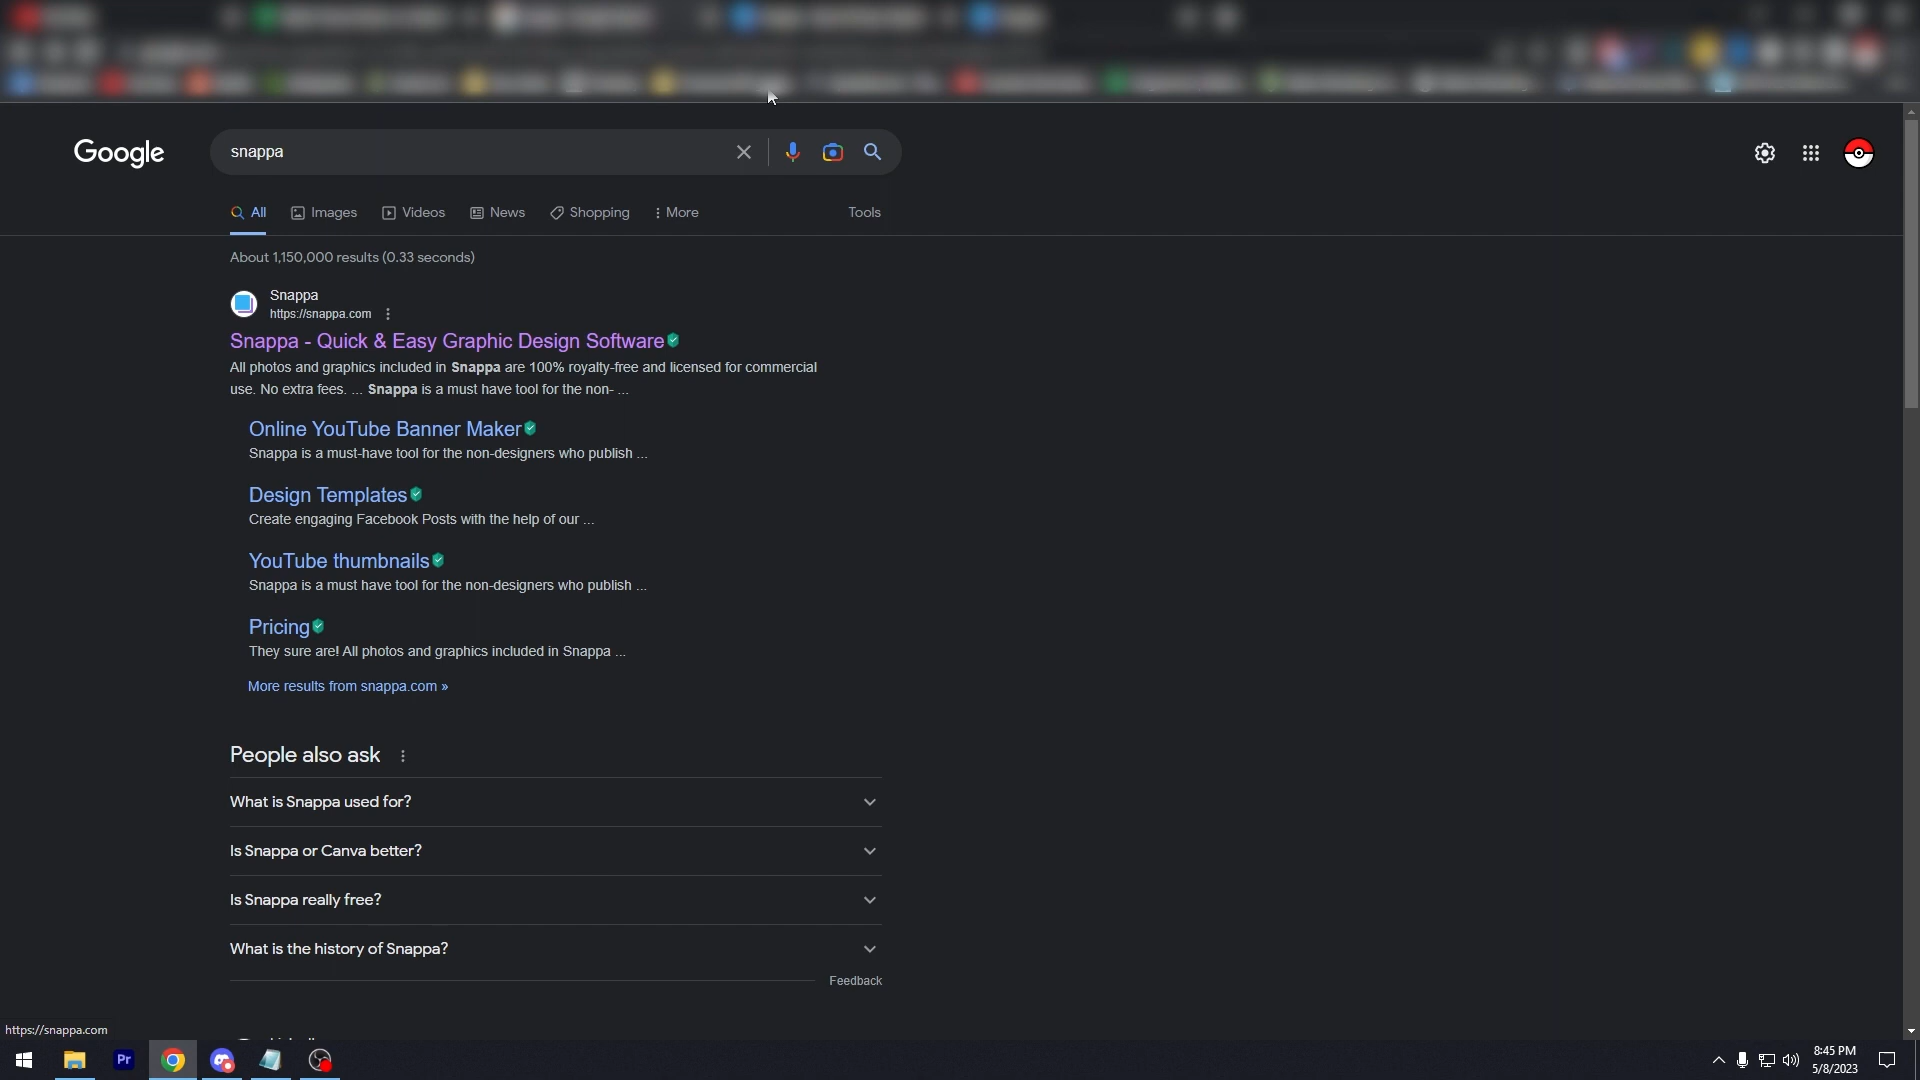 Google
snappa
All
Images
Videos
News
Shopping
More
Tools
About 1,150,000 results (0.33 seconds)
Snappa
https://snappa.com
Snappa - Quick & Easy Graphic Design Software
All photos and graphics included in Snappa are 100% royalty-free and licensed for commercial
use. No extra fees. ... Snappa is a must have tool for the non- ...
Online YouTube Banner Maker
Snappa is a must-have tool for the non-designers who publish ...
Design Templates
Create engaging Facebook Posts with the help of our ...
YouTube thumbnails
Snappa is a must have tool for the non-designers who publish ...
Pricing
They sure are! All photos and graphics included in Snappa ...
More results from snappa.com »
People also ask
What is Snappa used for?
Is Snappa or Canva better?
Is Snappa really free?
What is the history of Snappa?
Feedback
https://snappa.com
Pr
8:45 PM
5/8/2023